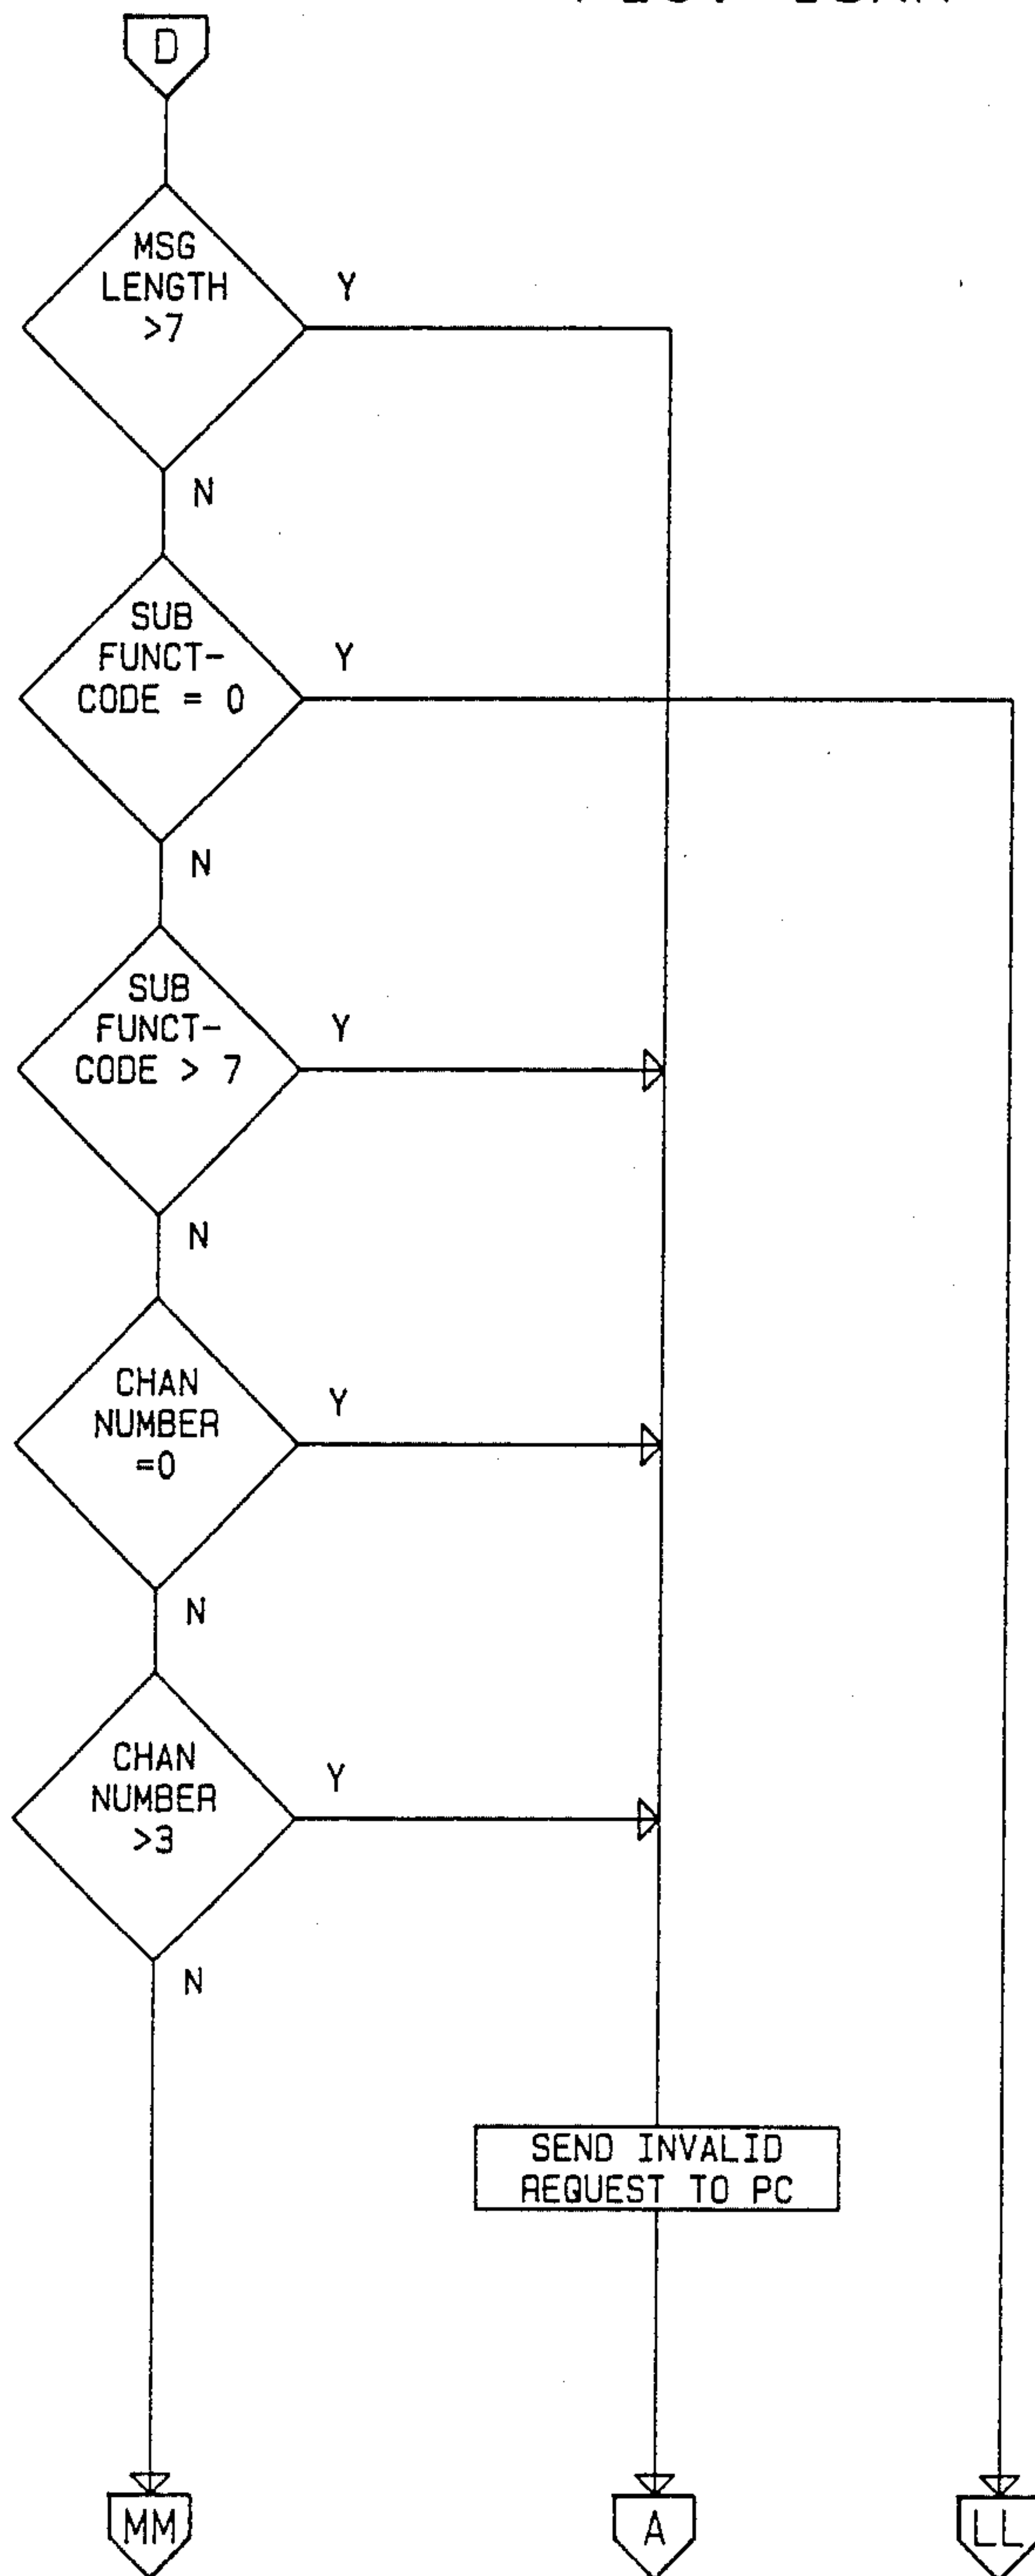 D
MSG
LENGTH
>7
Y
N
SUB
FUNCT-
CODE = 0
Y
N
SUB
FUNCT-
CODE > 7
Y
N
CHAN
NUMBER
=0
Y
N
CHAN
NUMBER
>3
Y
N
SEND INVALID
REQUEST TO PC
MM
A
LL